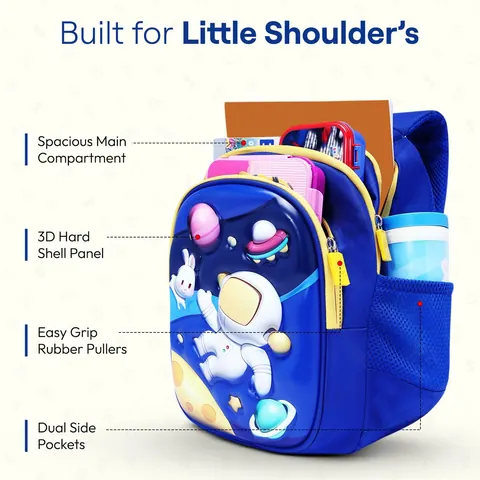 Built for Little Shoulder's
Spacious Main
Compartment
3D Hard
Shell Panel
Easy Grip
Rubber Pullers
Dual Side
Pockets